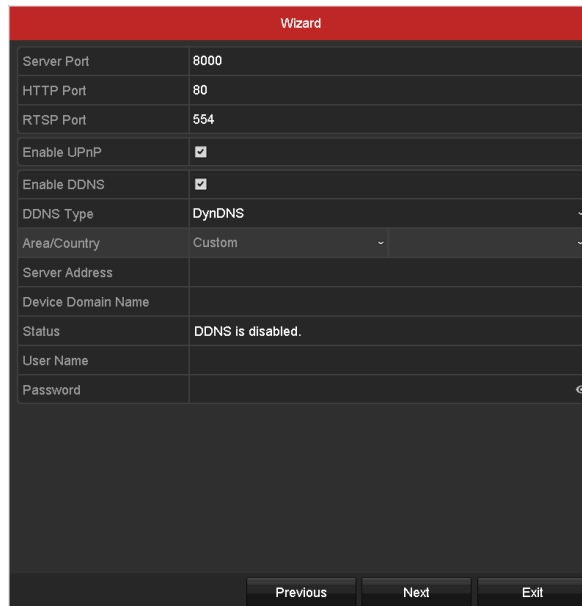 Wizard
Server Port 8000
HTTP Port 80
RTSP Port 554
Enable UPnP
Enable DDNS
DDNS Type DynDNS
Area/Country Custom
Server Address
Device Domain Name
Status DDNS is disabled.
User Name
Password
Previous Next Exit